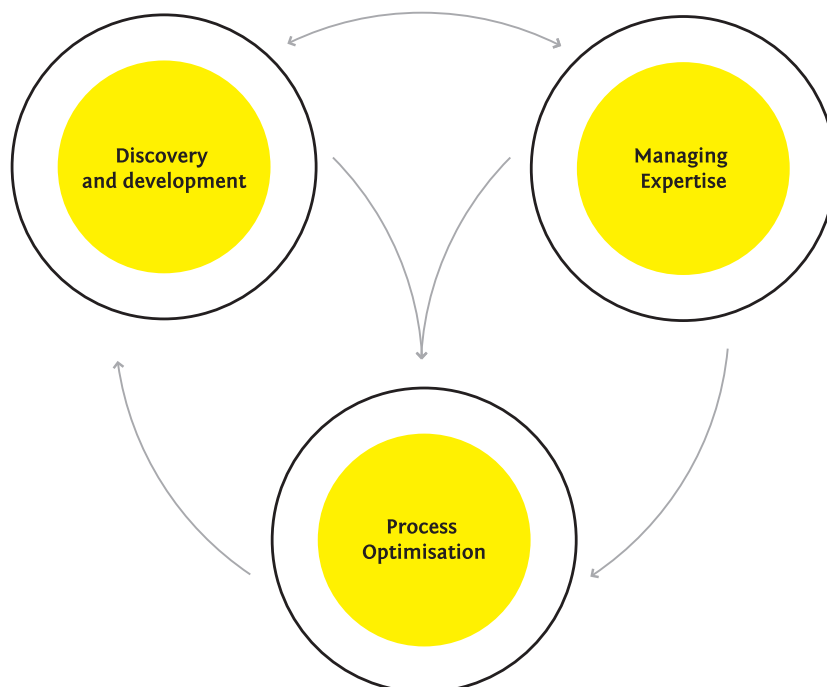 Discovery
and development
Managing
Expertise
Process
Optimisation